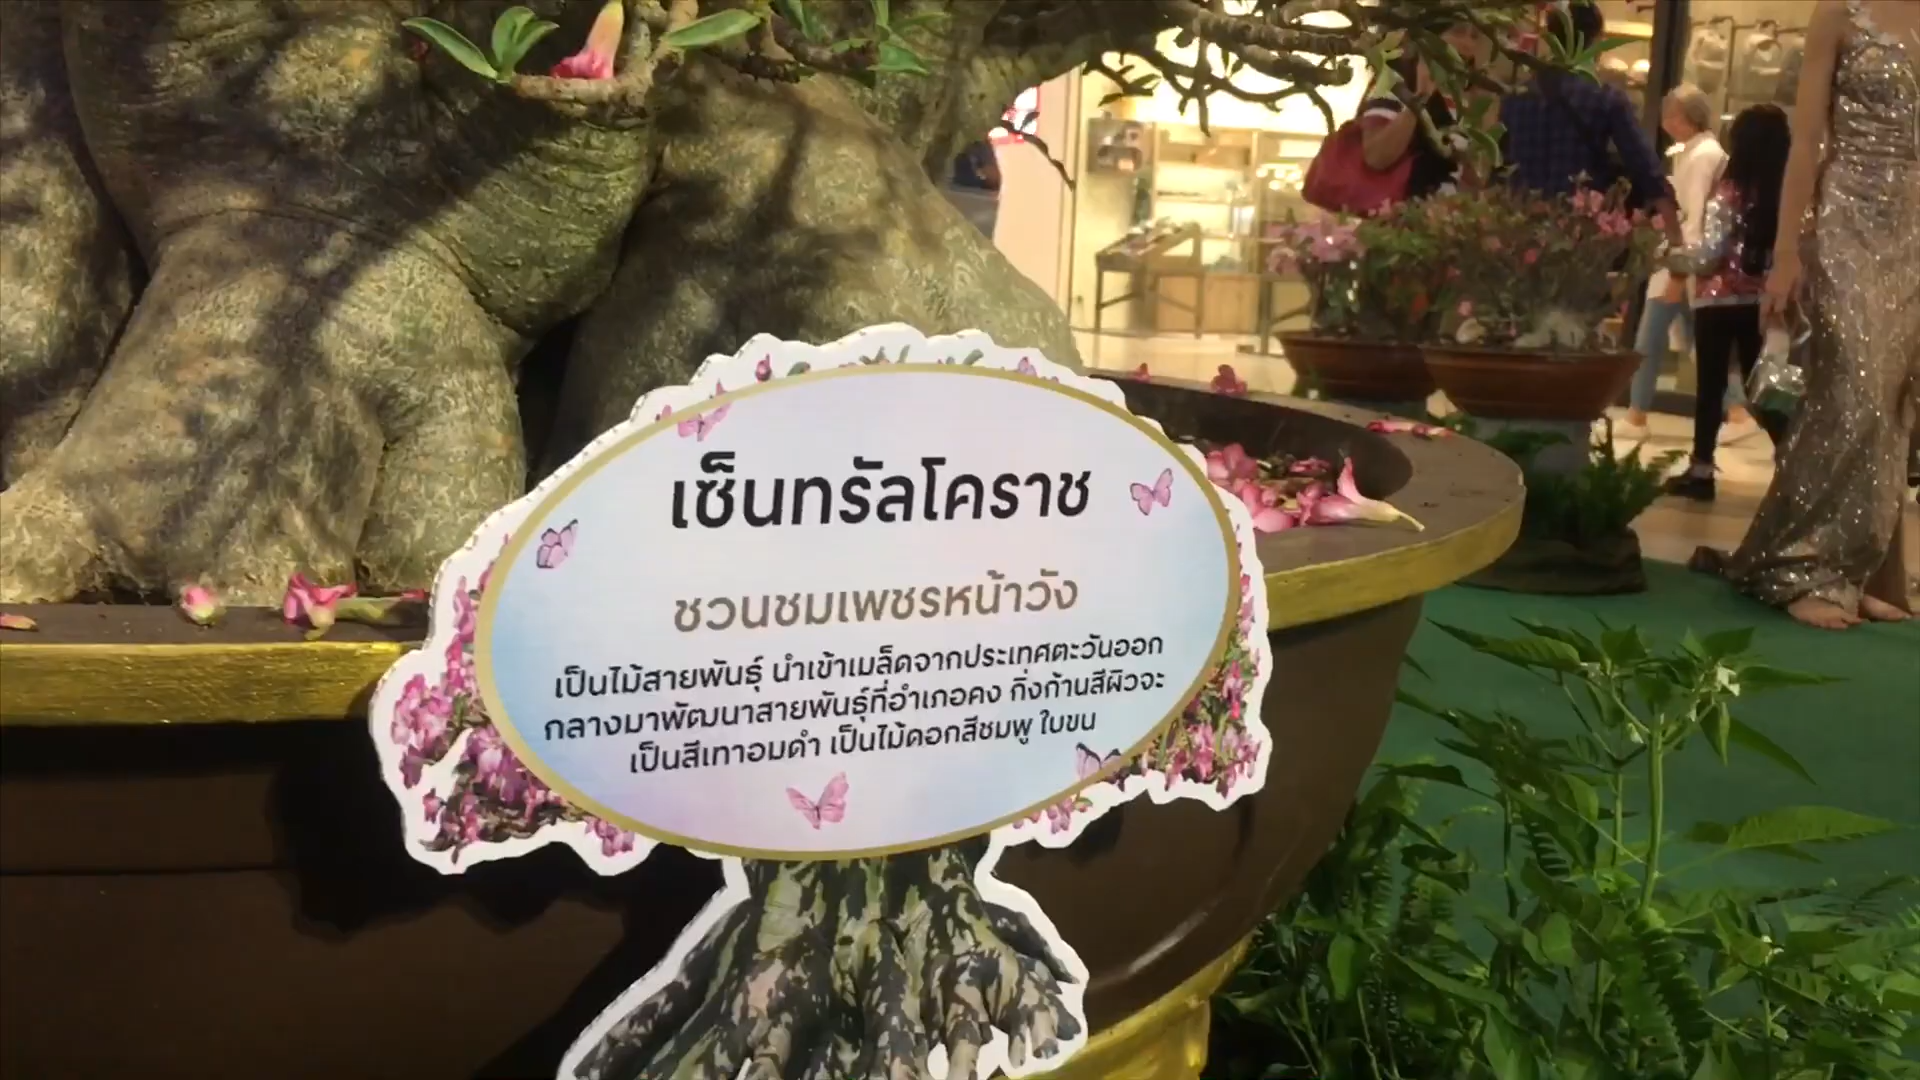 เซ็นทรัลโคราช
ชวนชมเพชรหน้าวัง
เป็นไม้สายพันธุ์ นำเข้าเมล็ดจากประเทศตะวันออก
กลางมาพัฒนาสายพันธุ์ที่อำเภอคง กิ่งก้านสีผิวจะ
เป็นสีเทาอมดำ เป็นไม้ดอกสีชมพู ใบขน